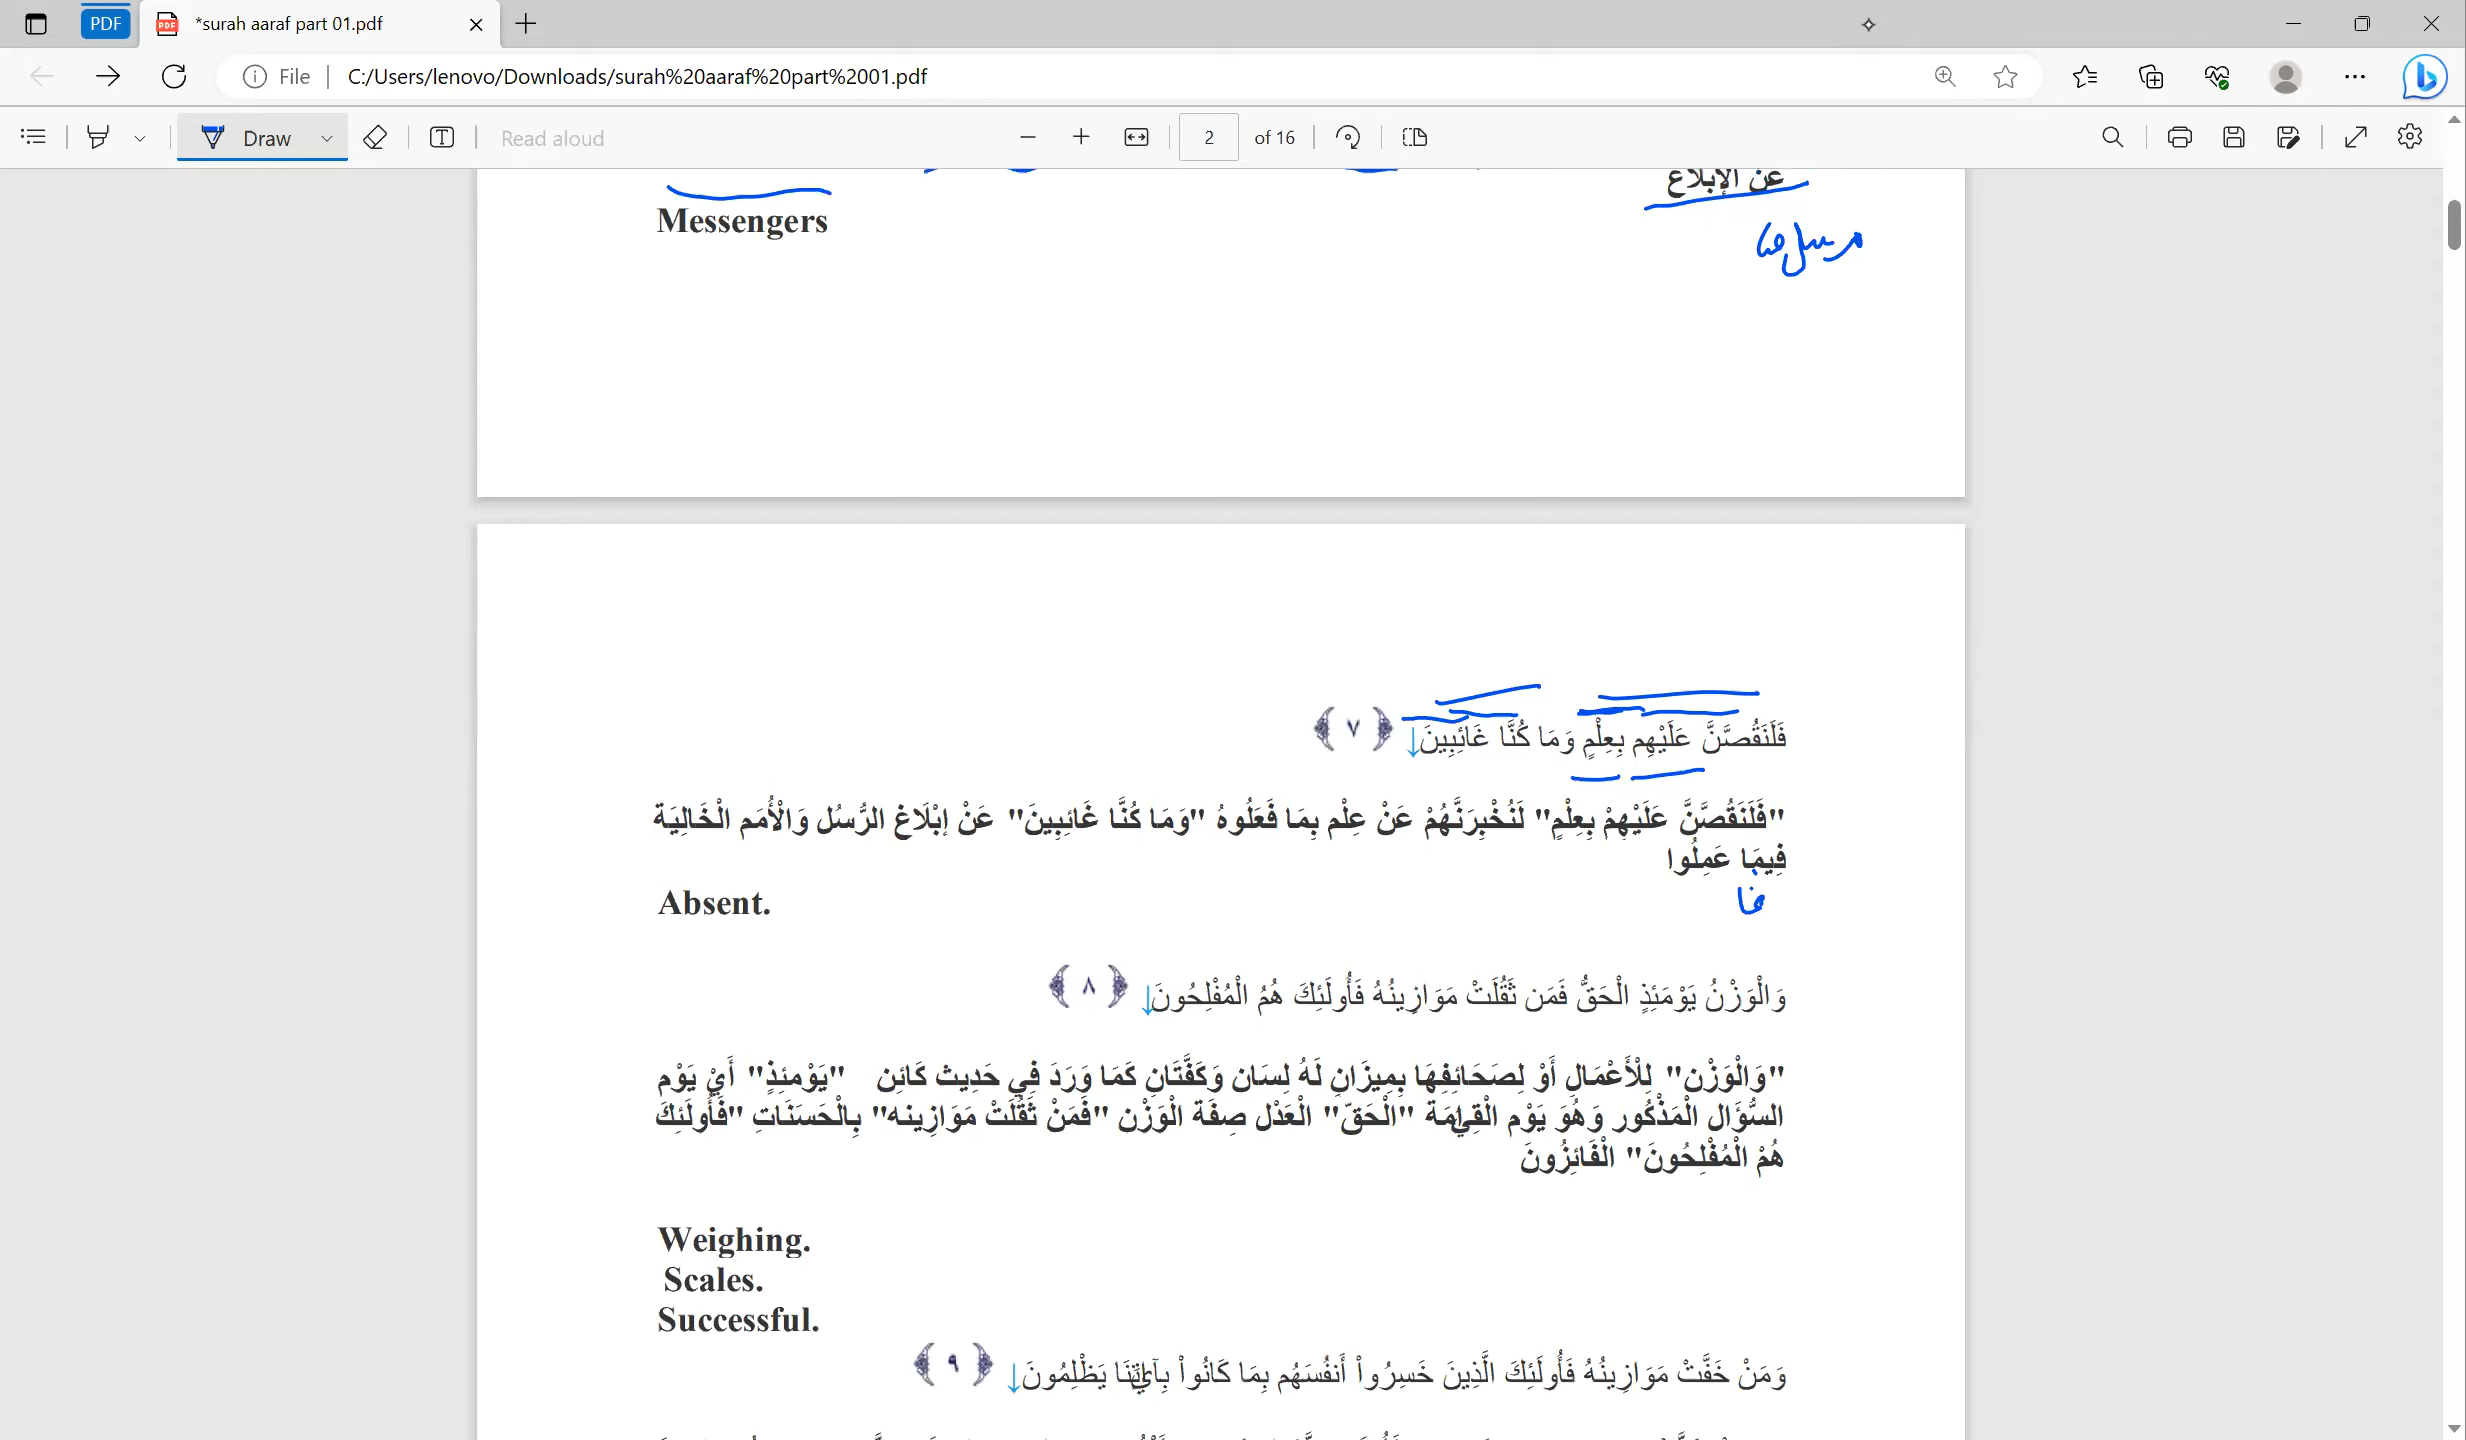 PDF
*surah aaraf part 01.pdf
File
C:/Users/lenovo/Downloads/surah%20aaraf%20part%2001.pdf
Draw
Read aloud
2 of 16
عن الإبلاغ
Messengers
فَلَنَقُصَّنَّ عَلَيْهِم بِعِلْمٍ وَمَا كُنَّا غَائِبِينَ↓ ﴿٧﴾
"فَلَنَقُصَّنَّ عَلَيْهِمْ بِعِلْمٍ" لَنُخْبِرَنَّهُمْ عَنْ عِلْم بِمَا فَعَلُوهُ "وَمَا كُنَّا غَائِبِينَ" عَنْ إبْلَاغ الرُّسُل وَالْأُمَم الْخَالِيَة
فِيمَا عَمِلُوا
Absent.
وَالْوَزْنُ يَوْمَئِذٍ الْحَقُّ فَمَن ثَقُلَتْ مَوَازِينُهُ فَأُولَئِكَ هُمُ الْمُفْلِحُونَ↓ ﴿٨﴾
"وَالْوَزْن" لِلْأَعْمَالِ أَوْ لِصَحَائِفِهَا بِمِيزَانِ لَهُ لِسَان وَكَفَّتَانِ كَمَا وَرَدَ فِي حَدِيث كَائِن "يَوْمئِذٍ" أَيْ يَوْم
السُّؤَال الْمَذْكُور وَهُوَ يَوْم الْقِيَامَة "الْحَقّ" الْعَدْل صِفَة الْوَزْن "فَمَنْ ثَقُلَتْ مَوَازِينه" بِالْحَسَنَاتِ "فَأُولَئِكَ
هُمْ الْمُفْلِحُونَ" الْفَائِزُونَ
Weighing.
Scales.
Successful.
وَمَنْ خَفَّتْ مَوَازِينُهُ فَأُولَئِكَ الَّذِينَ خَسِرُواْ أَنفُسَهُم بِمَا كَانُواْ بِآيَاتِنَا يَظْلِمُونَ↓ ﴿٩﴾